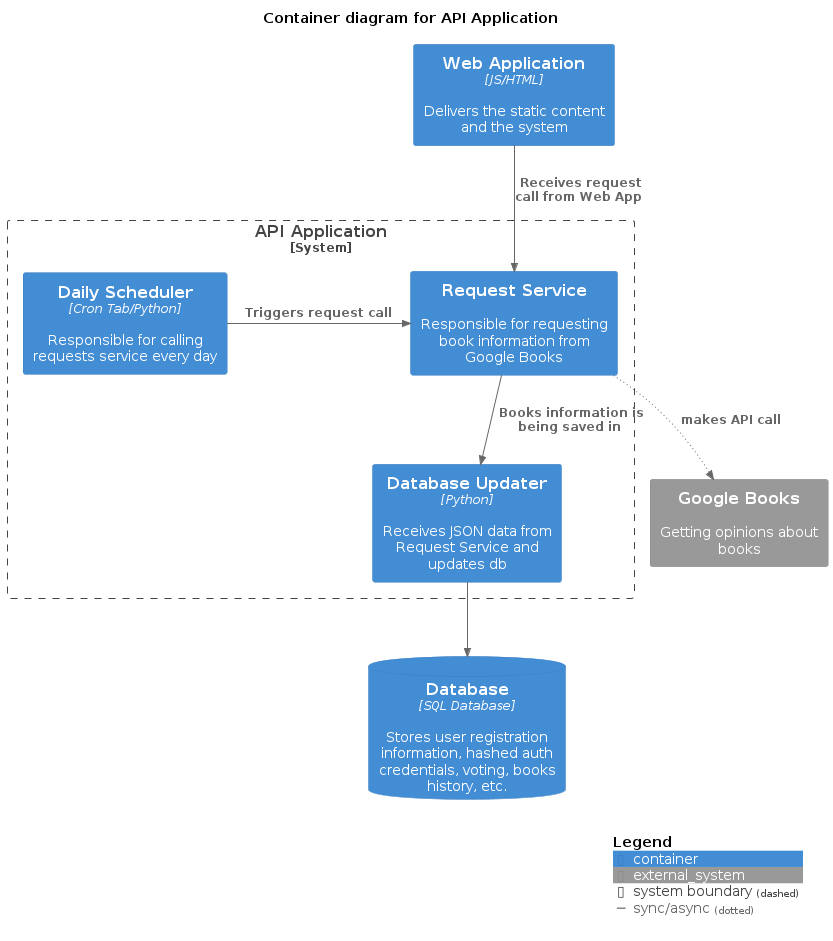 Container diagram for API Application
Web Application
[JS/HTML]
Delivers the static content
and the system
Receives request
call from Web App
API Application
[System]
Daily Scheduler
[Cron Tab/Python]
Responsible for calling
requests service every day
Triggers request call
Request Service
Responsible for requesting
book information from
Google Books
Books information is
being saved in
makes API call
Database Updater
[Python]
Receives JSON data from
Request Service and
updates db
Google Books
Getting opinions about
books
Database
[SQL Database]
Stores user registration
information, hashed auth
credentials, voting, books
history, etc.
Legend
container
external_system
system boundary (dashed)
sync/async (dotted)